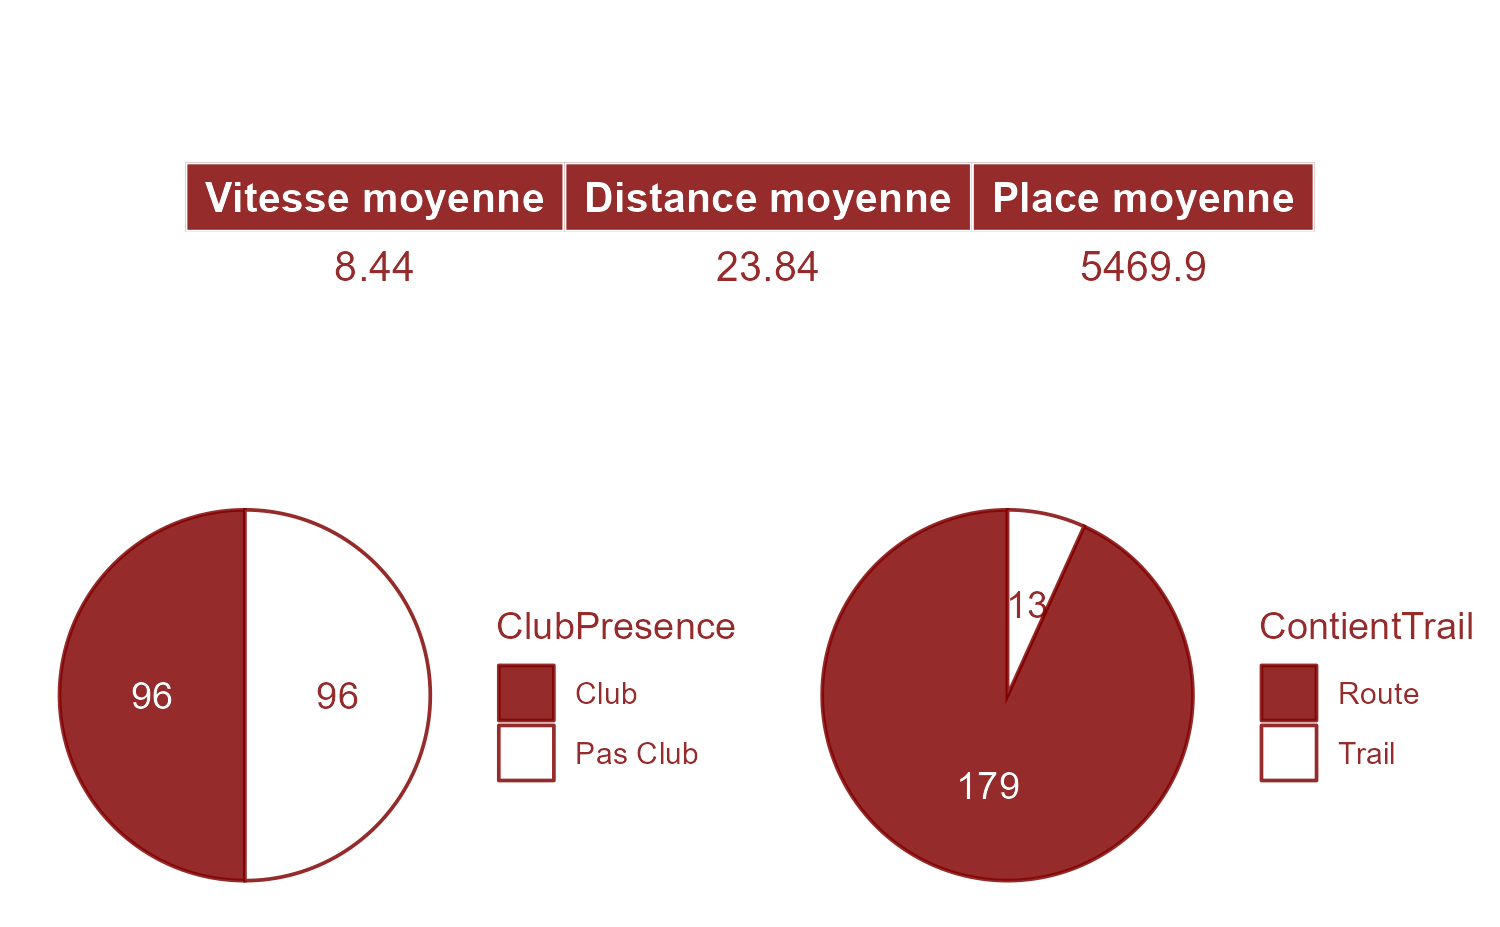 Vitesse moyenne Distance moyenne Place moyenne
8.44 23.84 5469.9
ClubPresence
Club
Pas Club
96 96
ContientTrail
Route
Trail
13
179